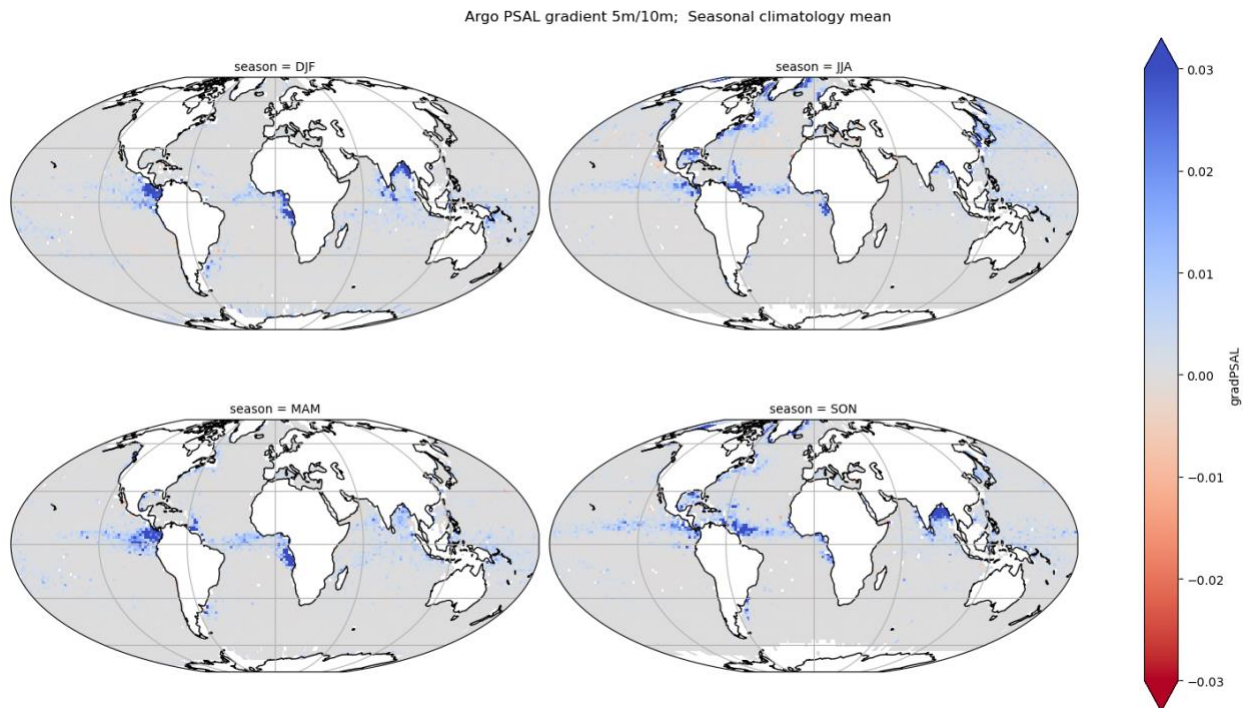 Argo PSAL gradient 5m/10m;  Seasonal climatology mean
season = DJF
season = JJA
season = MAM
season = SON
0.03
0.02
0.01
0.00
−0.01
−0.02
−0.03
gradPSAL